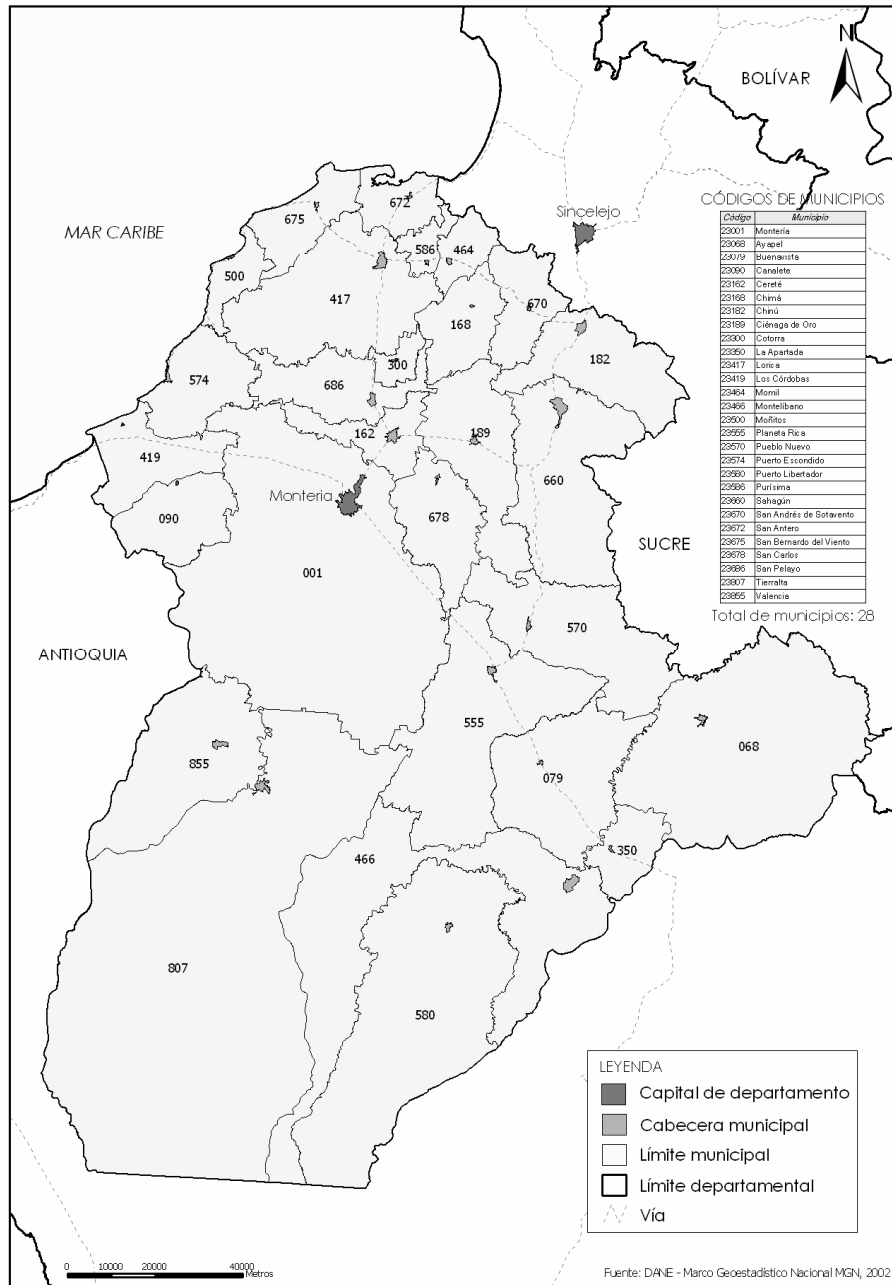 N
BOLÍVAR
Sincelejo
MAR CARIBE
CÓDIGOS DE MUNICIPIOS
Código Municipio
23001 Montería
23068 Ayapel
23079 Buenavista
23090 Canalete
23162 Cereté
23168 Chimá
23182 Chinú
23189 Ciénaga de Oro
23300 Cotorra
23350 La Apartada
23417 Lorica
23419 Los Córdobas
23464 Momil
23466 Montelíbano
23500 Moñitos
23555 Planeta Rica
23570 Pueblo Nuevo
23574 Puerto Escondido
23580 Puerto Libertador
23586 Purísima
23660 Sahagún
23670 San Andrés de Sotavento
23672 San Antero
23675 San Bernardo del Viento
23678 San Carlos
23686 San Pelayo
23807 Tierralta
23855 Valencia
Total de municipios: 28
672
675
586
464
500
417
670
168
182
300
574
686
162
189
419
660
Monteria
678
090
SUCRE
001
570
ANTIOQUIA
555
068
855
079
350
466
807
580
LEYENDA
Capital de departamento
Cabecera municipal
Límite municipal
Límite departamental
Vía
0 10000 20000 40000
Metros
Fuente: DANE - Marco Geoestadístico Nacional MGN, 2002